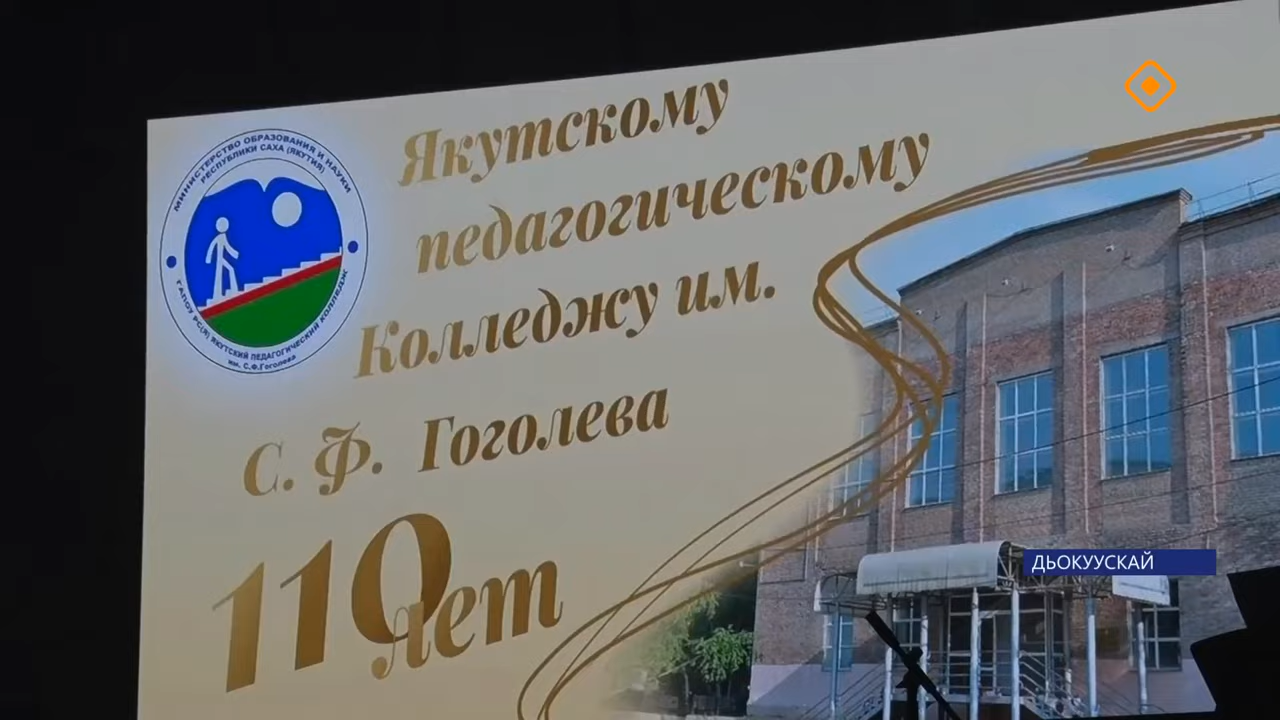 МИНИСТЕРСТВО ОБРАЗОВАНИЯ И НАУКИ
РЕСПУБЛИКИ САХА (ЯКУТИЯ)
ГАПОУ РС(Я) ЯКУТСКИЙ ПЕДАГОГИЧЕСКИЙ КОЛЛЕДЖ
им. С.Ф.Гоголева
Якутскому
педагогическому
Колледжу им.
С. Ф. Гоголева
110 лет
ДЬОКУУСКАЙ